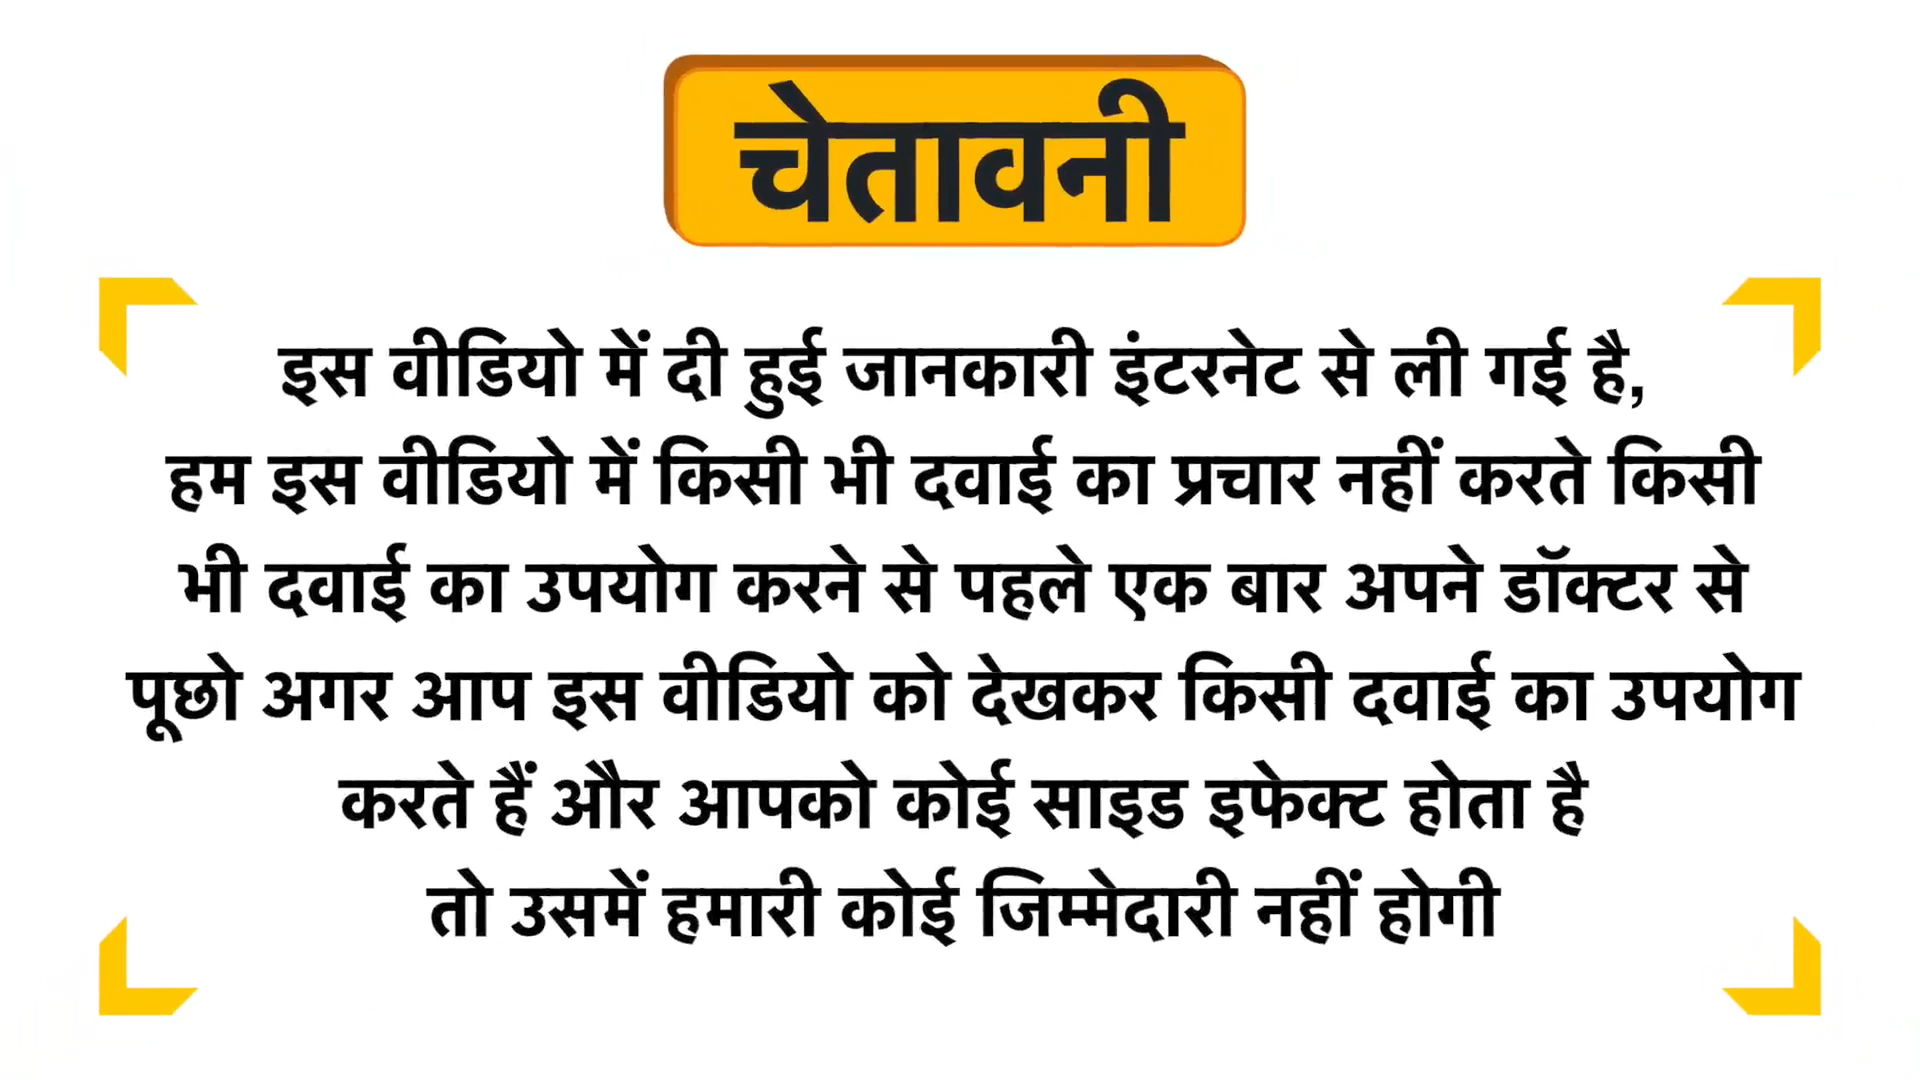 चेतावनी
इस वीडियो में दी हुई जानकारी इंटरनेट से ली गई है,
हम इस वीडियो में किसी भी दवाई का प्रचार नहीं करते किसी
भी दवाई का उपयोग करने से पहले एक बार अपने डॉक्टर से
पूछो अगर आप इस वीडियो को देखकर किसी दवाई का उपयोग
करते हैं और आपको कोई साइड इफेक्ट होता है
तो उसमें हमारी कोई जिम्मेदारी नहीं होगी